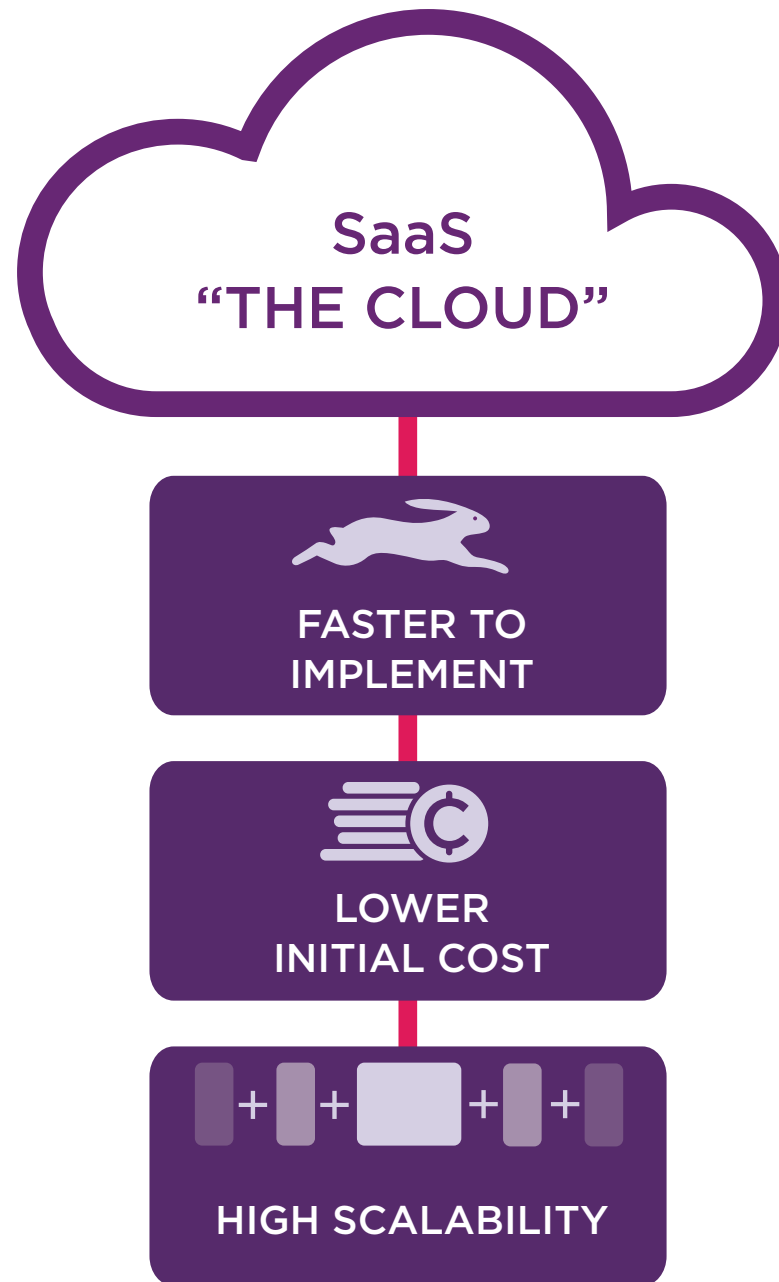 SaaS
“THE CLOUD”
FASTER TO
IMPLEMENT
LOWER
INITIAL COST
HIGH SCALABILITY